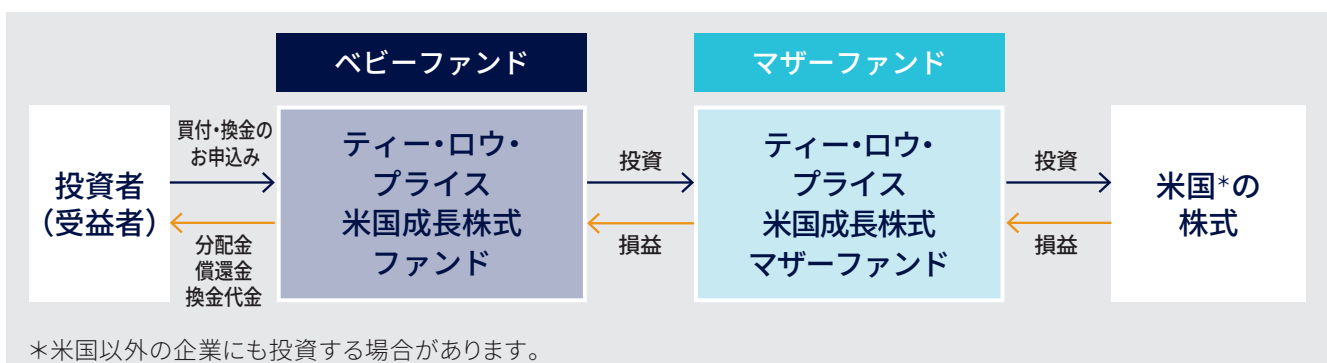 ベビーファンド
マザーファンド
投資者
（受益者）
買付・換金の
お申込み
分配金
償還金
換金代金
ティー・ロウ・
プライス
米国成長株式
ファンド
投資
損益
ティー・ロウ・
プライス
米国成長株式
マザーファンド
投資
損益
米国*の
株式
＊米国以外の企業にも投資する場合があります。